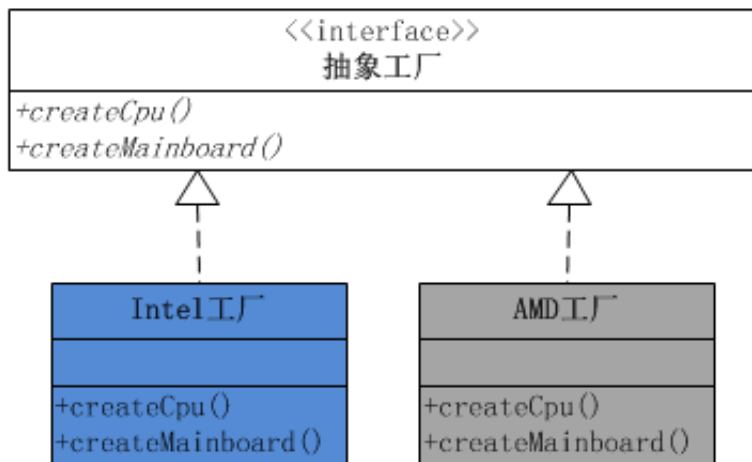 <<interface>>
抽象工厂
+createCpu()
+createMainboard()
Intel工厂
+createCpu()
+createMainboard()
AMD工厂
+createCpu()
+createMainboard()